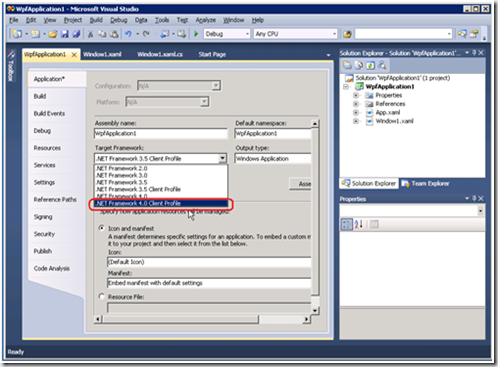 WpfApplication1 - Microsoft Visual Studio
File Edit View Project Build Debug Data Tools Test Analyze Window Help
Debug Any CPU
WpfApplication1 Window1.xaml Window1.xaml.cs Start Page
Toolbox
Application*
Build
Build Events
Debug
Resources
Services
Settings
Reference Paths
Signing
Security
Publish
Code Analysis
Configuration: N/A
Platform: N/A
Assembly name: Default namespace:
WpfApplication1 WpfApplication1
Target Framework: Output type:
.NET Framework 3.5 Client Profile Windows Application
.NET Framework 2.0
.NET Framework 3.0
.NET Framework 3.5
.NET Framework 3.5 Client Profile
.NET Framework 4.0
.NET Framework 4.0 Client Profile
Asse
Specify how application resources will be managed:
Icon and manifest
A manifest determines specific settings for an application. To embed a custom m
it to your project and then select it from the list below.
Icon:
(Default Icon)
Manifest:
Embed manifest with default settings
Resource File:
Solution Explorer - Solution 'WpfApplication1'...
Solution 'WpfApplication1' (1 project)
WpfApplication1
Properties
References
App.xaml
Window1.xaml
Solution Explorer Team Explorer
Properties
Ready